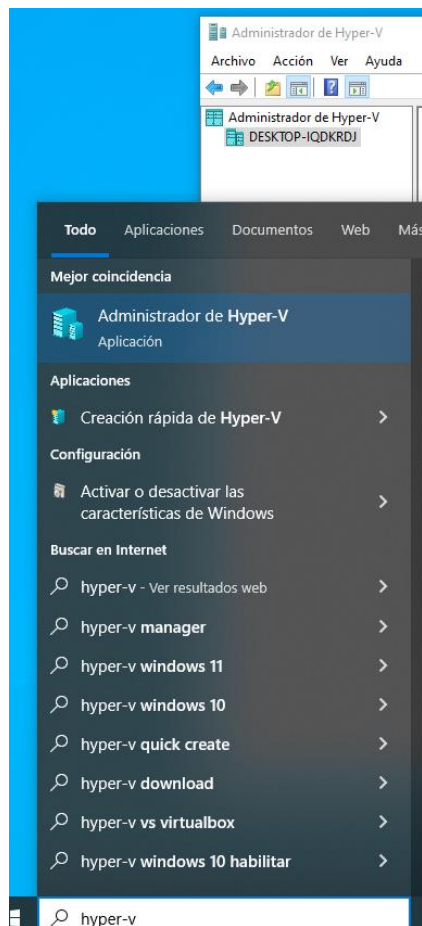 Administrador de Hyper-V
Archivo Acción Ver Ayuda
Administrador de Hyper-V
DESKTOP-IQDKRDJ
Todo Aplicaciones Documentos Web Más
Mejor coincidencia
Administrador de Hyper-V
Aplicación
Aplicaciones
Creación rápida de Hyper-V
Configuración
Activar o desactivar las
características de Windows
Buscar en Internet
hyper-v - Ver resultados web
hyper-v manager
hyper-v windows 11
hyper-v windows 10
hyper-v quick create
hyper-v download
hyper-v vs virtualbox
hyper-v windows 10 habilitar
hyper-v